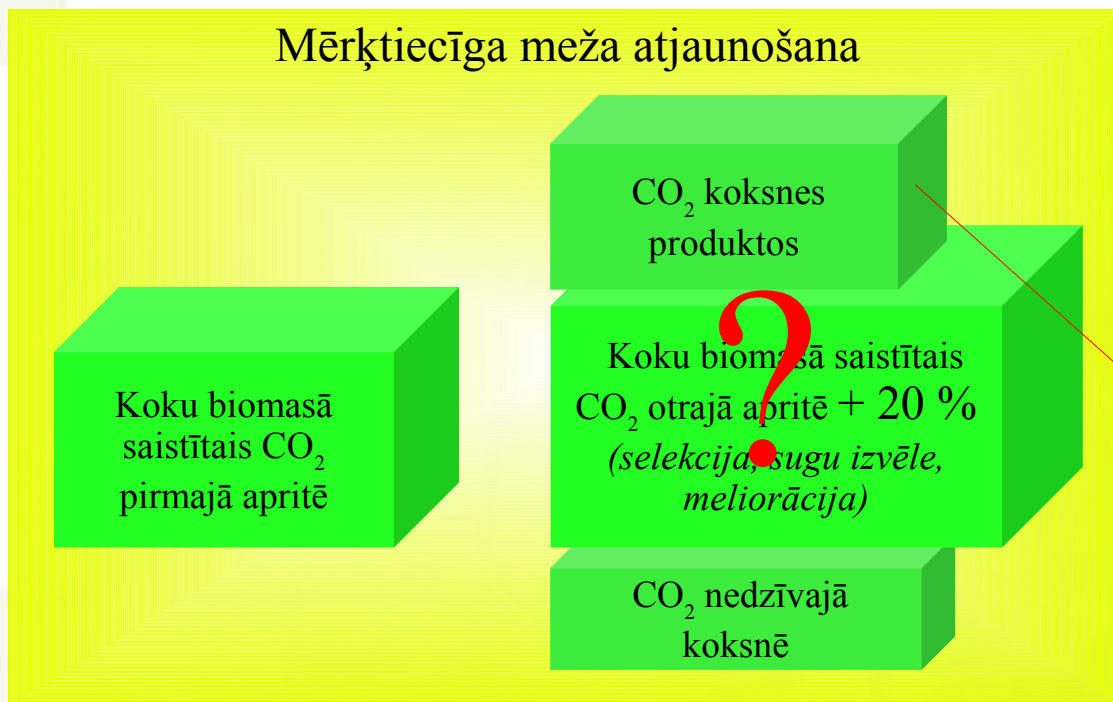 Mērķtiecīga meža atjaunošana
CO₂ koksnes
produktos
Koku biomasā
saistītais CO₂
pirmajā apritē
Koku biomasā saistītais
CO₂ otrajā apritē + 20 %
(selekcija, sugu izvēle,
meliorācija)
?
CO₂ nedzīvajā
koksnē